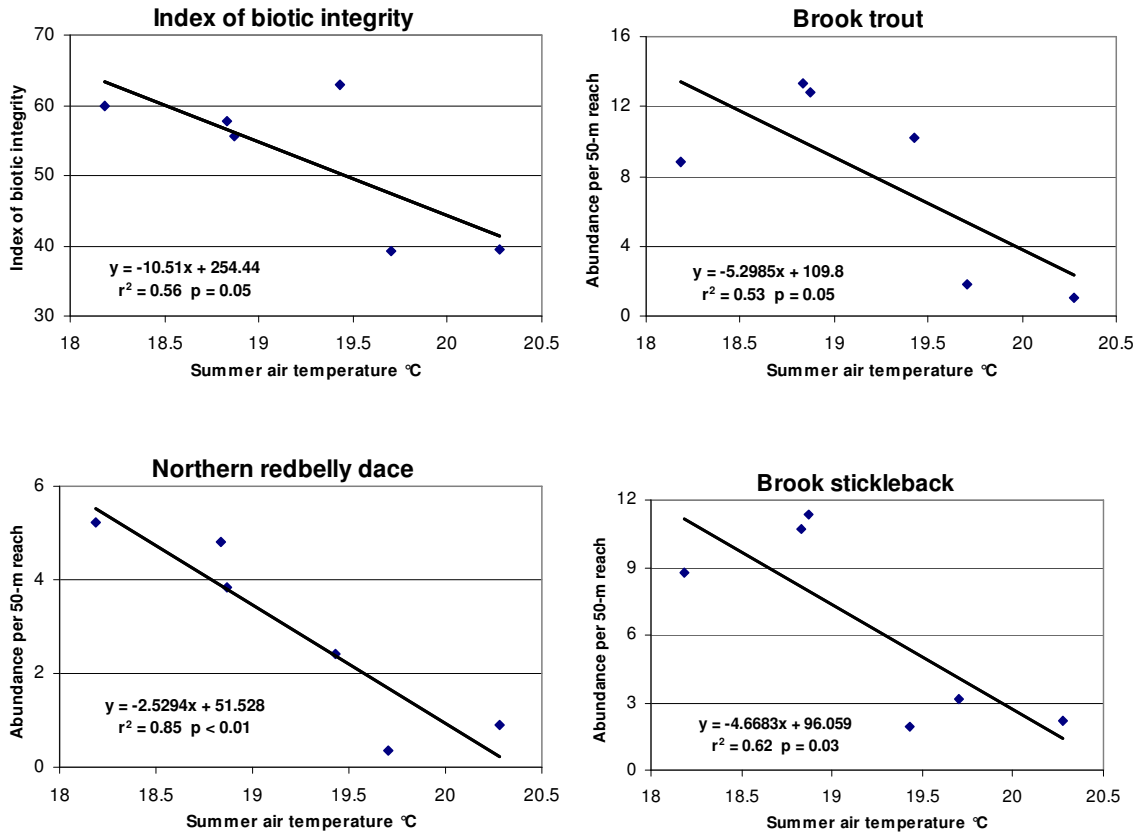 Index of biotic integrity
70
60
50
40
30
Index of biotic integrity
y = -10.51x + 254.44
r² = 0.56 p = 0.05
18 18.5 19 19.5 20 20.5
Summer air temperature °C
Brook trout
16
12
8
4
0
Abundance per 50-m reach
y = -5.2985x + 109.8
r² = 0.53 p = 0.05
18 18.5 19 19.5 20 20.5
Summer air temperature °C
Northern redbelly dace
6
4
2
0
Abundance per 50-m reach
y = -2.5294x + 51.528
r² = 0.85 p < 0.01
18 18.5 19 19.5 20 20.5
Summer air temperature °C
Brook stickleback
12
9
6
3
0
Abundance per 50-m reach
y = -4.6683x + 96.059
r² = 0.62 p = 0.03
18 18.5 19 19.5 20 20.5
Summer air temperature °C